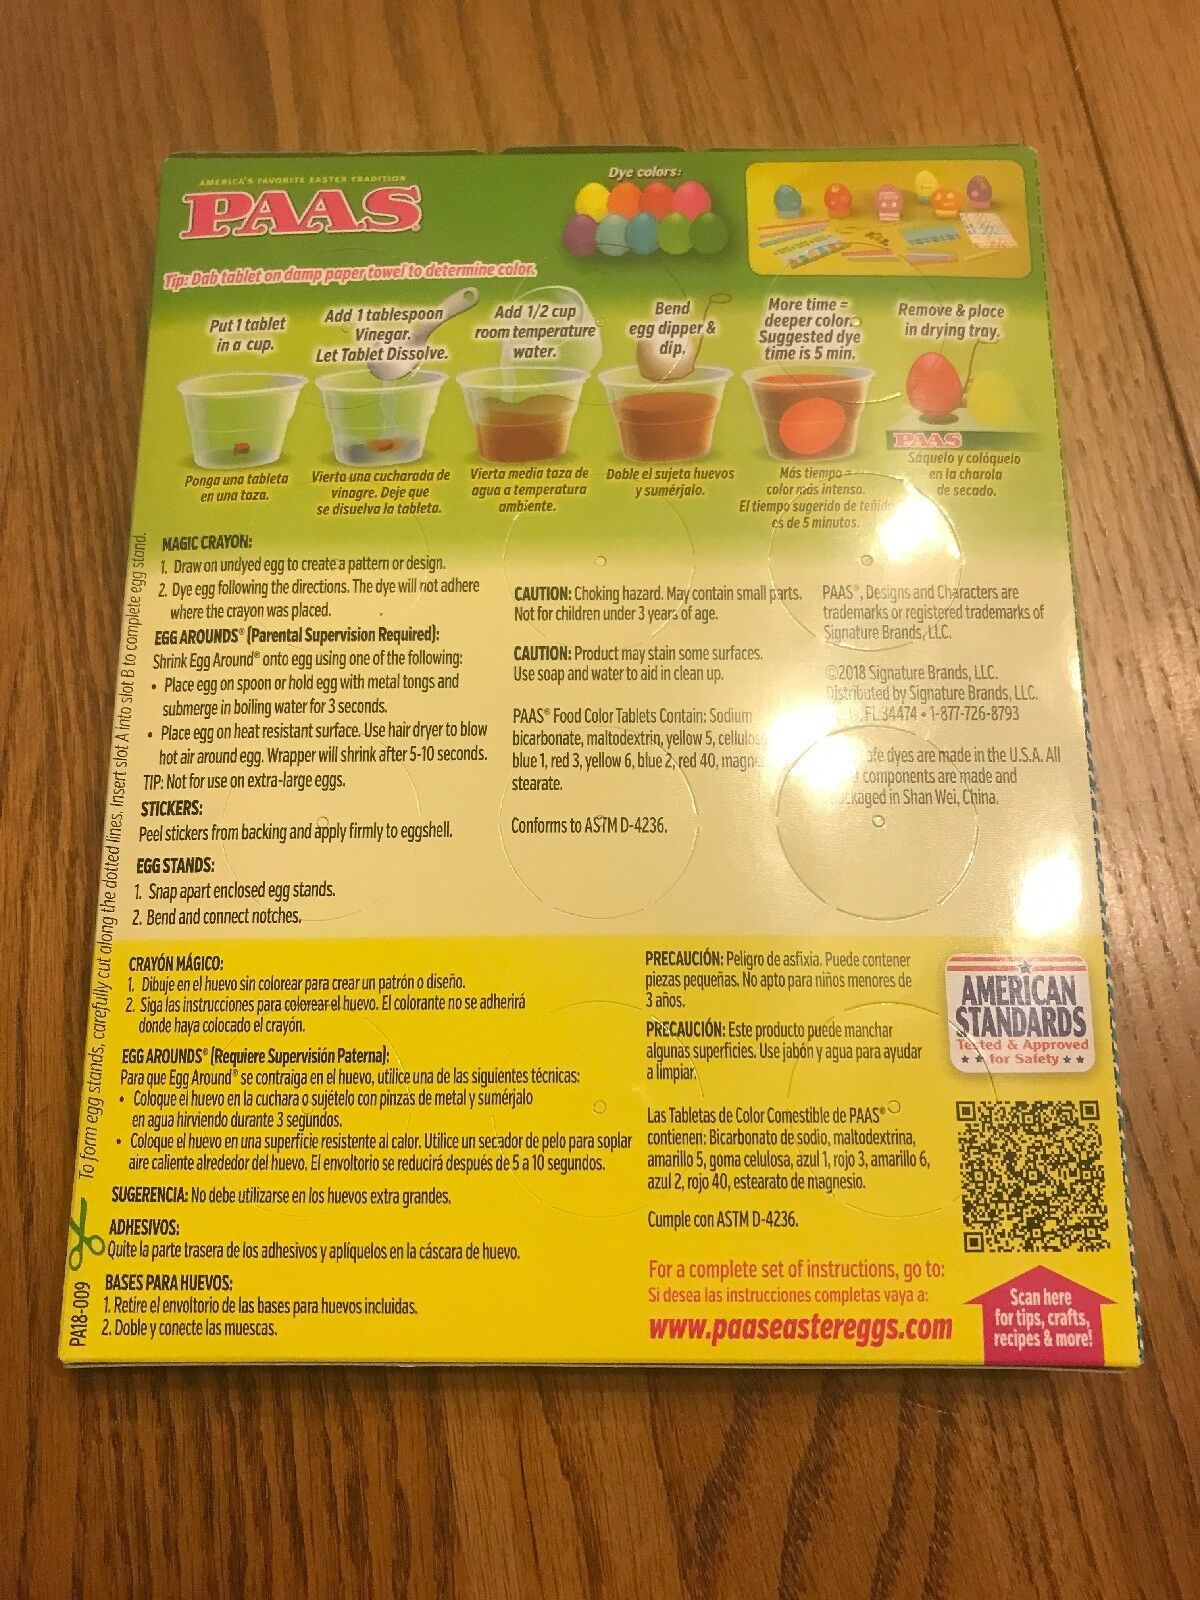 AMERICA'S FAVORITE EASTER TRADITION
PAAS
Dye colors:
Tip: Dab tablet on damp paper towel to determine color.
Put 1 tablet
in a cup.
Add 1 tablespoon
Vinegar.
Let Tablet Dissolve.
Add 1/2 cup
room temperature
water.
Bend
egg dipper &
dip.
More time =
deeper color.
Suggested dye
time is 5 min.
Remove & place
in drying tray.
PAAS
Ponga una tableta
en una taza.
Vierta una cucharada de
vinagre. Deje que
se disuelva la tableta.
Vierta media taza de
agua a temperatura
ambiente.
Doble el sujeta huevos
y sumérjalo.
Más tiempo =
color más intenso.
El tiempo sugerido de teñido
es de 5 minutos.
Sáquelo y colóquelo
en la charola
de secado.
MAGIC CRAYON:
1. Draw on undyed egg to create a pattern or design.
2. Dye egg following the directions. The dye will not adhere
where the crayon was placed.
EGG AROUNDS® (Parental Supervision Required):
Shrink Egg Around® onto egg using one of the following:
• Place egg on spoon or hold egg with metal tongs and
submerge in boiling water for 3 seconds.
• Place egg on heat resistant surface. Use hair dryer to blow
hot air around egg. Wrapper will shrink after 5-10 seconds.
TIP: Not for use on extra-large eggs.
STICKERS:
Peel stickers from backing and apply firmly to eggshell.
EGG STANDS:
1. Snap apart enclosed egg stands.
2. Bend and connect notches.
CAUTION: Choking hazard. May contain small parts.
Not for children under 3 years of age.
CAUTION: Product may stain some surfaces.
Use soap and water to aid in clean up.
PAAS® Food Color Tablets Contain: Sodium
bicarbonate, maltodextrin, yellow 5,
blue 1, red 3, yellow 6, blue 2, red 40,
stearate.
Conforms to ASTM D-4236.
PAAS®, Designs and Characters are
trademarks or registered trademarks of
Signature Brands, LLC.
©2018 Signature Brands, LLC.
Distributed by Signature Brands, LLC.
FL 34474 • 1-877-726-8793
dyes are made in the U.S.A. All
components are made and
packaged in Shan Wei, China.
To form egg stands, carefully cut along the dotted lines. Insert slot A into slot B to complete egg stand.
PA18-009
CRAYÓN MÁGICO:
1. Dibuje en el huevo sin colorear para crear un patrón o diseño.
2. Siga las instrucciones para colorear el huevo. El colorante no se adherirá
donde haya colocado el crayón.
EGG AROUNDS® (Requiere Supervisión Paterna):
Para que Egg Around® se contraiga en el huevo, utilice una de las siguientes técnicas:
• Coloque el huevo en la cuchara o sujételo con pinzas de metal y sumérjalo
en agua hirviendo durante 3 segundos.
• Coloque el huevo en una superficie resistente al calor. Utilice un secador de pelo para soplar
aire caliente alrededor del huevo. El envoltorio se reducirá después de 5 a 10 segundos.
SUGERENCIA: No debe utilizarse en los huevos extra grandes.
ADHESIVOS:
Quite la parte trasera de los adhesivos y aplíquelos en la cáscara de huevo.
BASES PARA HUEVOS:
1. Retire el envoltorio de las bases para huevos incluidas.
2. Doble y conecte las muescas.
PRECAUCIÓN: Peligro de asfixia. Puede contener
piezas pequeñas. No apto para niños menores de
3 años.
PRECAUCIÓN: Este producto puede manchar
algunas superficies. Use jabón y agua para ayudar
a limpiar.
Las Tabletas de Color Comestible de PAAS®
contienen: Bicarbonato de sodio, maltodextrina,
amarillo 5, goma celulosa, azul 1, rojo 3, amarillo 6,
azul 2, rojo 40, estearato de magnesio.
Cumple con ASTM D-4236.
AMERICAN
STANDARDS
Tested & Approved
for Safety
For a complete set of instructions, go to:
Si desea las instrucciones completas vaya a:
www.paaseastereggs.com
Scan here
for tips, crafts,
recipes & more!